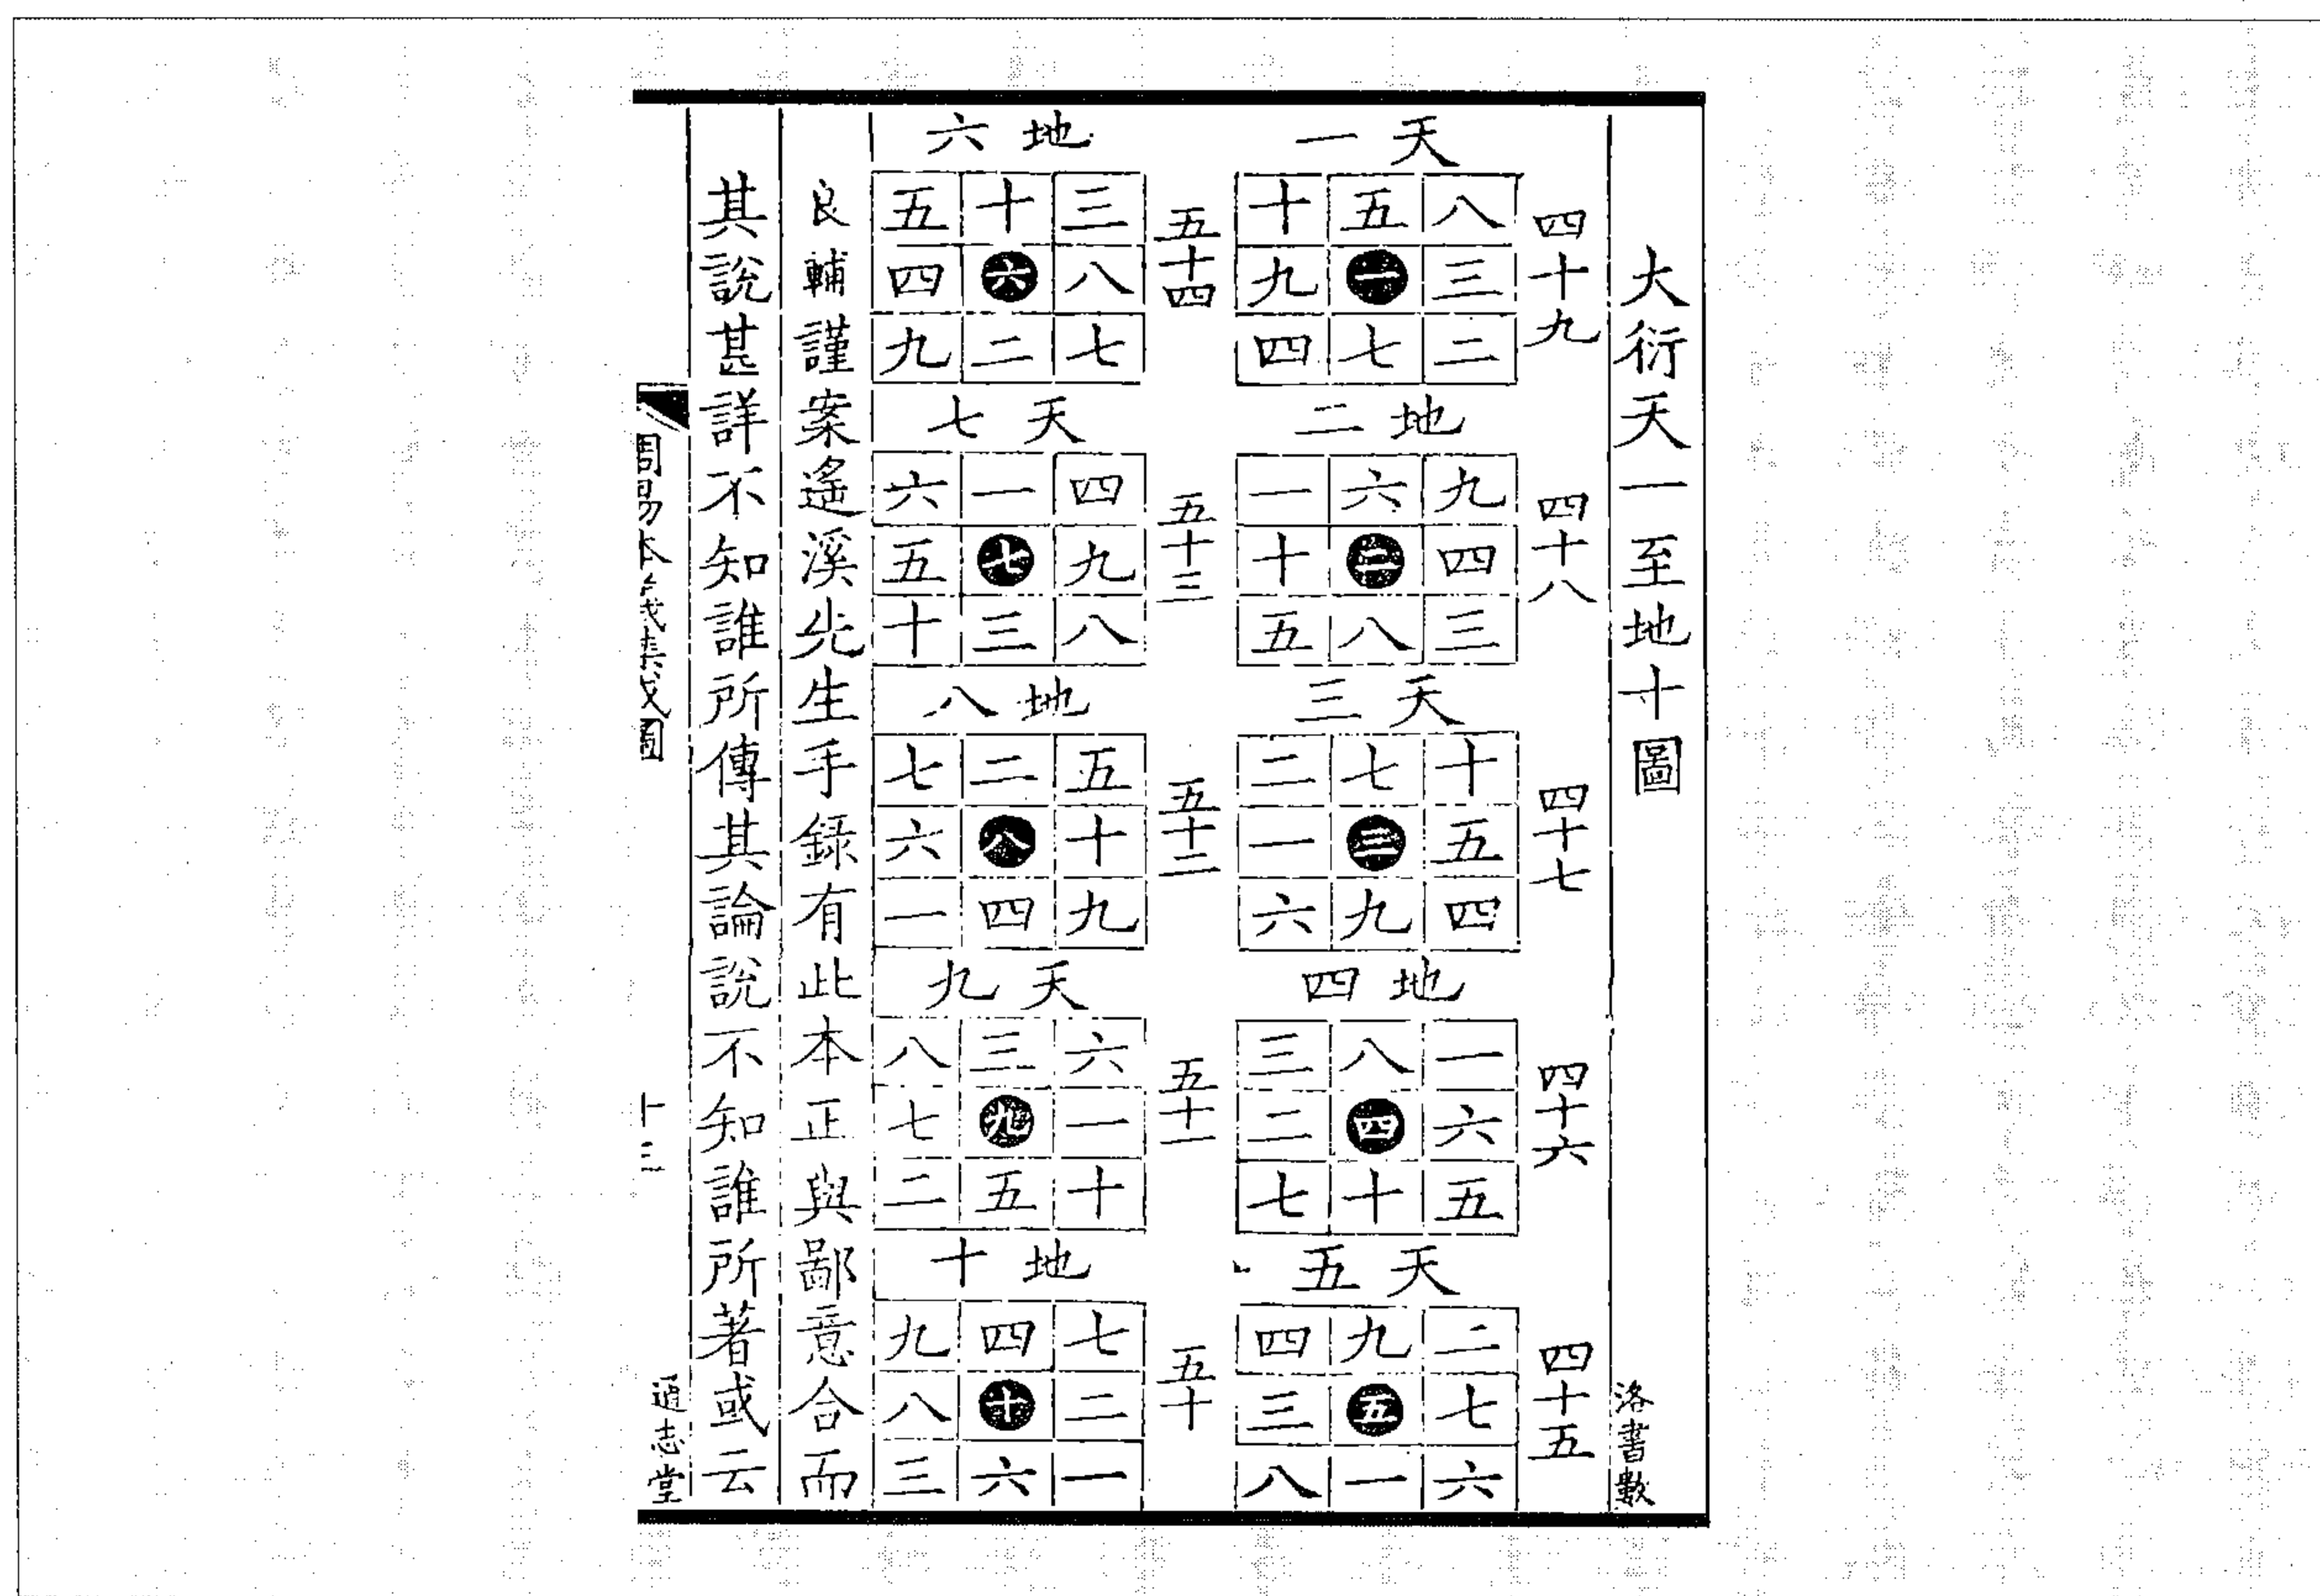 大衍天一至地十圖
洛書數
四十九
天一
八五十
三一九
二七四
四十八
地二
九六一
四二十
三八五
四十七
天三
十七二
五三一
四九六
四十六
地四
一八三
六四二
五十七
四十五
天五
二九四
七五三
六一八
五十四
地六
三十五
八六四
七二九
五十三
天七
四一六
九七五
八三十
五十二
地八
五二七
十八六
九四一
五十一
天九
六三八
一九七
十五二
五十
地十
七四九
二十八
一六三
良輔謹案遙溪先生手録有此本正與鄙意合而
其說甚詳不知誰所傳其論說不知誰所著或云
周易本義集成圖
十三
通志堂